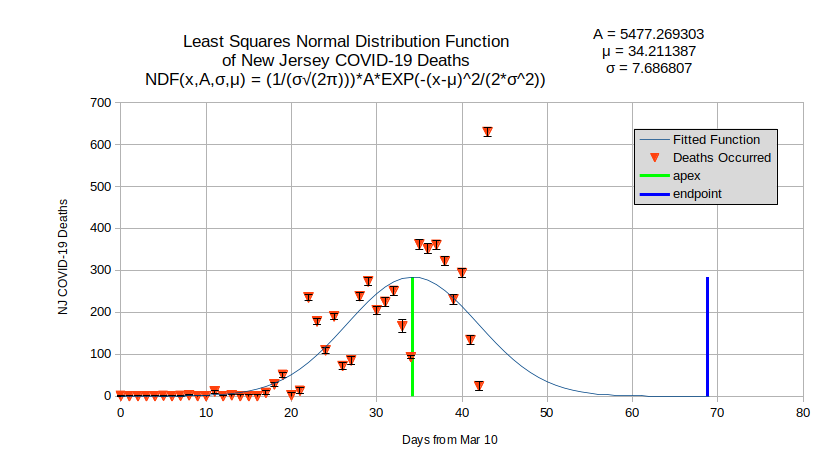 Least Squares Normal Distribution Function
of New Jersey COVID-19 Deaths
NDF(x,A,σ,μ) = (1/(σ√(2π)))*A*EXP(-(x-μ)^2/(2*σ^2))
A = 5477.269303
μ = 34.211387
σ = 7.686807
700
600
500
400
300
200
100
0
NJ COVID-19 Deaths
Fitted Function
Deaths Occurred
apex
endpoint
0 10 20 30 40 50 60 70 80
Days from Mar 10